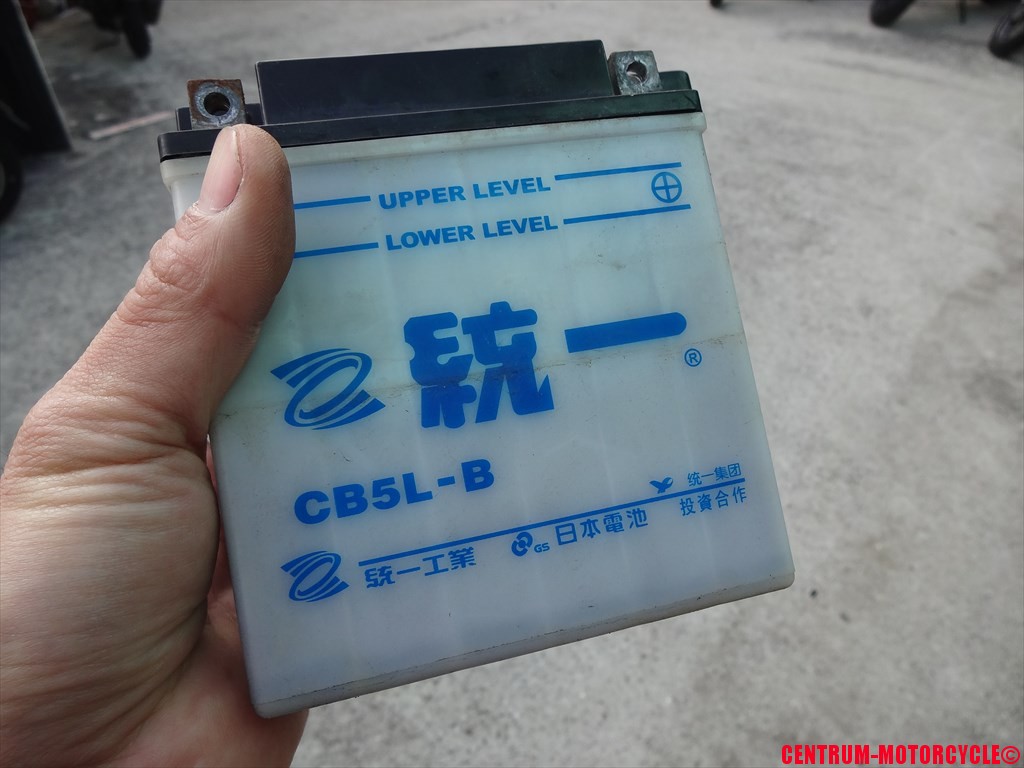 UPPER LEVEL
LOWER LEVEL
統一
®
CB5L-B
统一集团
統一工業 GS 日本電池 投資合作
CENTRUM-MOTORCYCLE©